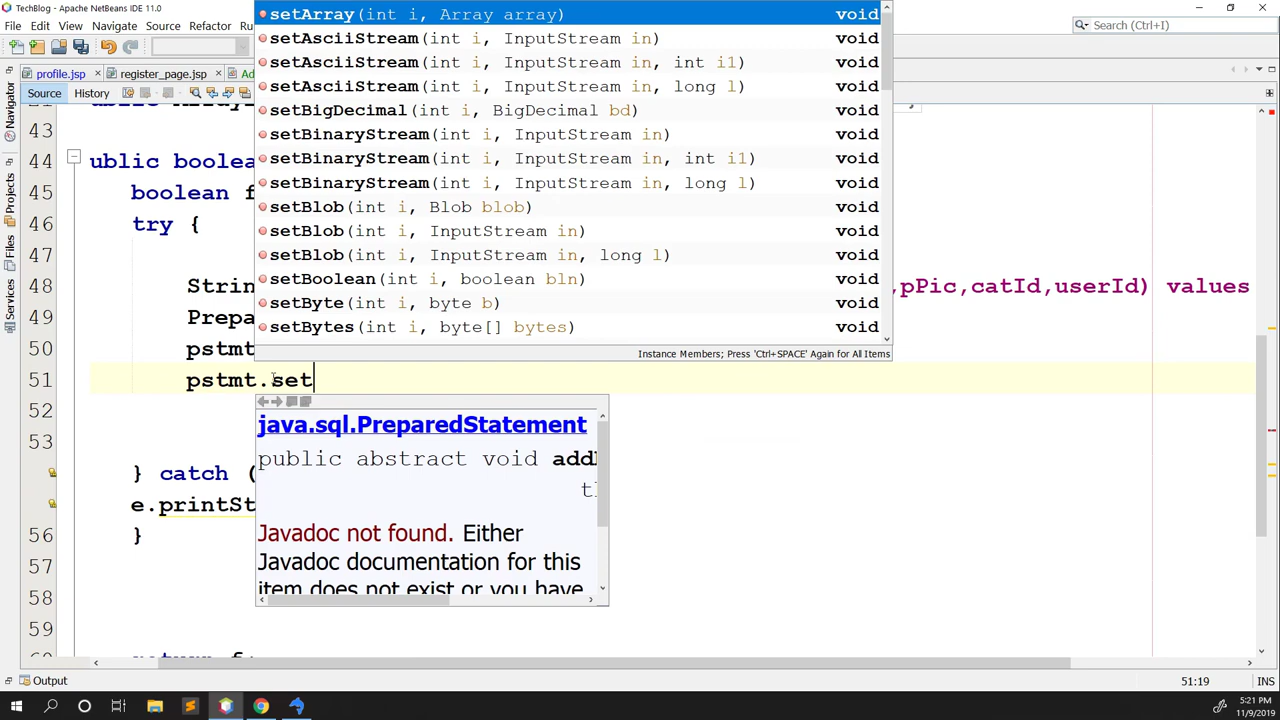 TechBlog - Apache NetBeans IDE 11.0
File Edit View Navigate Source Refactor Ru
Search (Ctrl+I)
profile.jsp × register_page.jsp × Ad
Source History
Navigator
Projects
Files
Services
setArray(int i, Array array) void
setAsciiStream(int i, InputStream in) void
setAsciiStream(int i, InputStream in, int i1) void
setAsciiStream(int i, InputStream in, long l) void
setBigDecimal(int i, BigDecimal bd) void
setBinaryStream(int i, InputStream in) void
setBinaryStream(int i, InputStream in, int i1) void
setBinaryStream(int i, InputStream in, long l) void
setBlob(int i, Blob blob) void
setBlob(int i, InputStream in) void
setBlob(int i, InputStream in, long l) void
setBoolean(int i, boolean bln) void
setByte(int i, byte b) void
setBytes(int i, byte[] bytes) void
Instance Members; Press 'Ctrl+SPACE' Again for All Items
43
44 ublic boolea
45 boolean f
46 try {
47
48 Strin ,pPic,catId,userId) values
49 Prepa
50 pstmt
51 pstmt.set
52
53
} catch (
e.printSt
56 }
57
58
59
java.sql.PreparedStatement
public abstract void add
th
Javadoc not found. Either
Javadoc documentation for this
item does not exist or you have
Output
51:19 INS
5:21 PM
11/9/2019